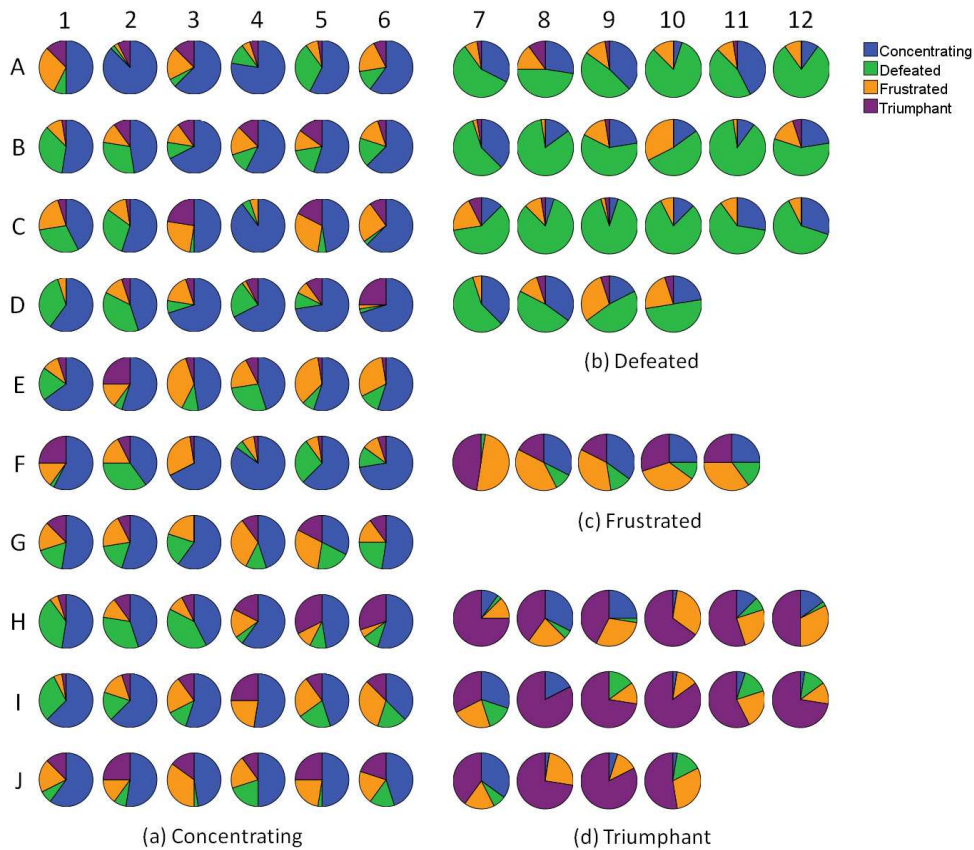 1 2 3 4 5 6 7 8 9 10 11 12
A
B
C
D
E
F
G
H
I
J
Concentrating
Defeated
Frustrated
Triumphant
(b) Defeated
(c) Frustrated
(a) Concentrating
(d) Triumphant